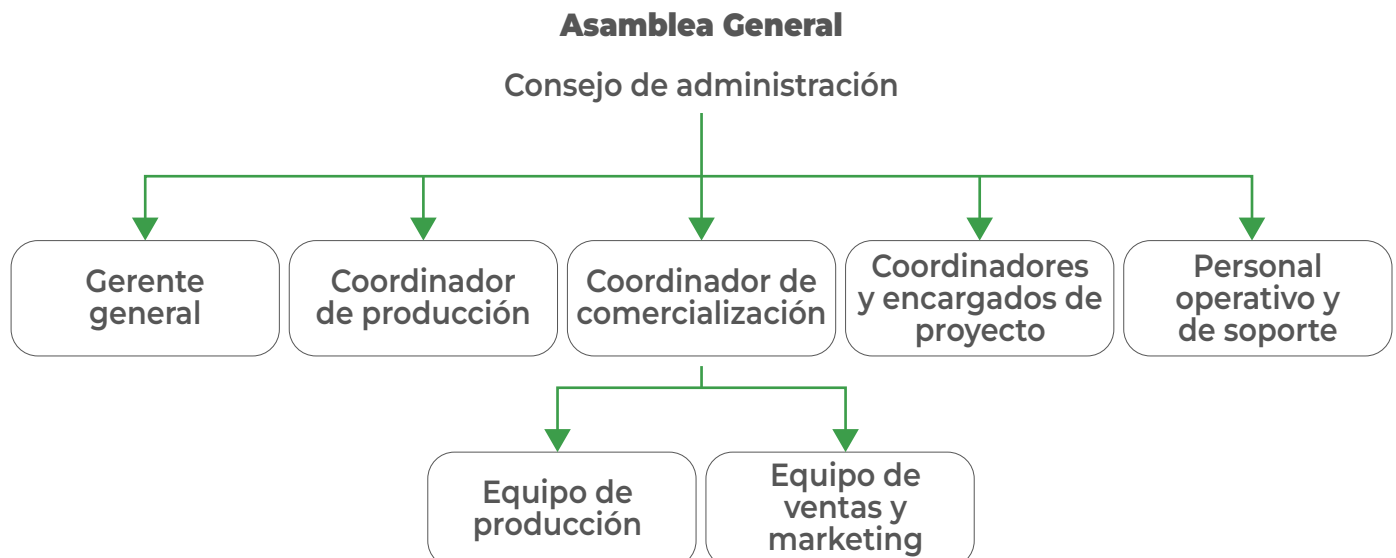 Asamblea General
Consejo de administración
Gerente
general
Coordinador
de producción
Coordinador de
comercialización
Coordinadores
y encargados de
proyecto
Personal
operativo y
de soporte
Equipo de
producción
Equipo de
ventas y
marketing